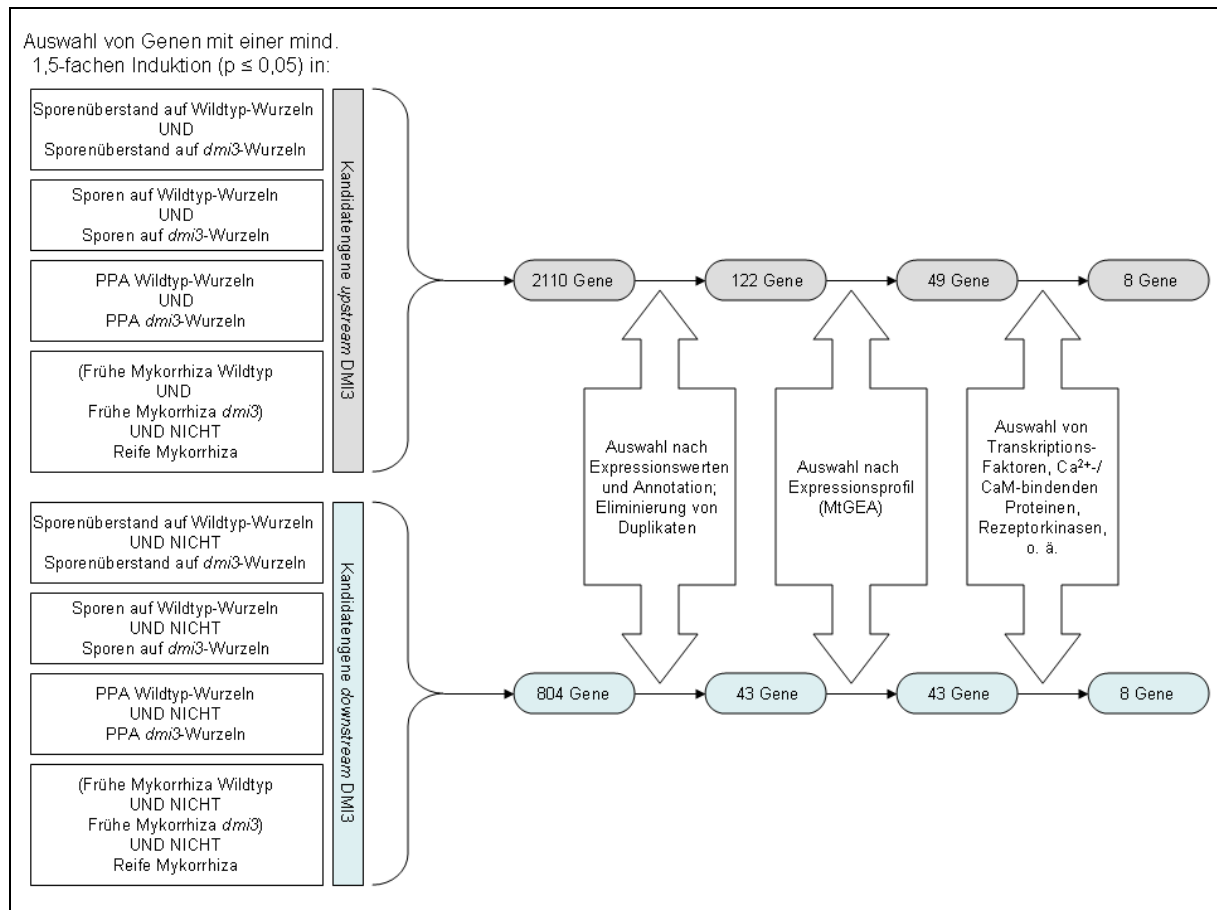 Auswahl von Genen mit einer mind.
1,5-fachen Induktion (p ≤ 0,05) in:
Sporenüberstand auf Wildtyp-Wurzeln
UND
Sporenüberstand auf dmi3-Wurzeln
Sporen auf Wildtyp-Wurzeln
UND
Sporen auf dmi3-Wurzeln
PPA Wildtyp-Wurzeln
UND
PPA dmi3-Wurzeln
(Frühe Mykorrhiza Wildtyp
UND
Frühe Mykorrhiza dmi3)
UND NICHT
Reife Mykorrhiza
Kandidatengene upstream DMI3
2110 Gene
122 Gene
49 Gene
8 Gene
Auswahl nach
Expressionswerten
und Annotation;
Eliminierung von
Duplikaten
Auswahl nach
Expressionsprofil
(MtGEA)
Auswahl von
Transkriptions-
Faktoren, Ca²⁺-/
CaM-bindenden
Proteinen,
Rezeptorkinasen,
o. ä.
Sporenüberstand auf Wildtyp-Wurzeln
UND NICHT
Sporenüberstand auf dmi3-Wurzeln
Sporen auf Wildtyp-Wurzeln
UND NICHT
Sporen auf dmi3-Wurzeln
PPA Wildtyp-Wurzeln
UND NICHT
PPA dmi3-Wurzeln
(Frühe Mykorrhiza Wildtyp
UND NICHT
Frühe Mykorrhiza dmi3)
UND NICHT
Reife Mykorrhiza
Kandidatengene downstream DMI3
804 Gene
43 Gene
43 Gene
8 Gene